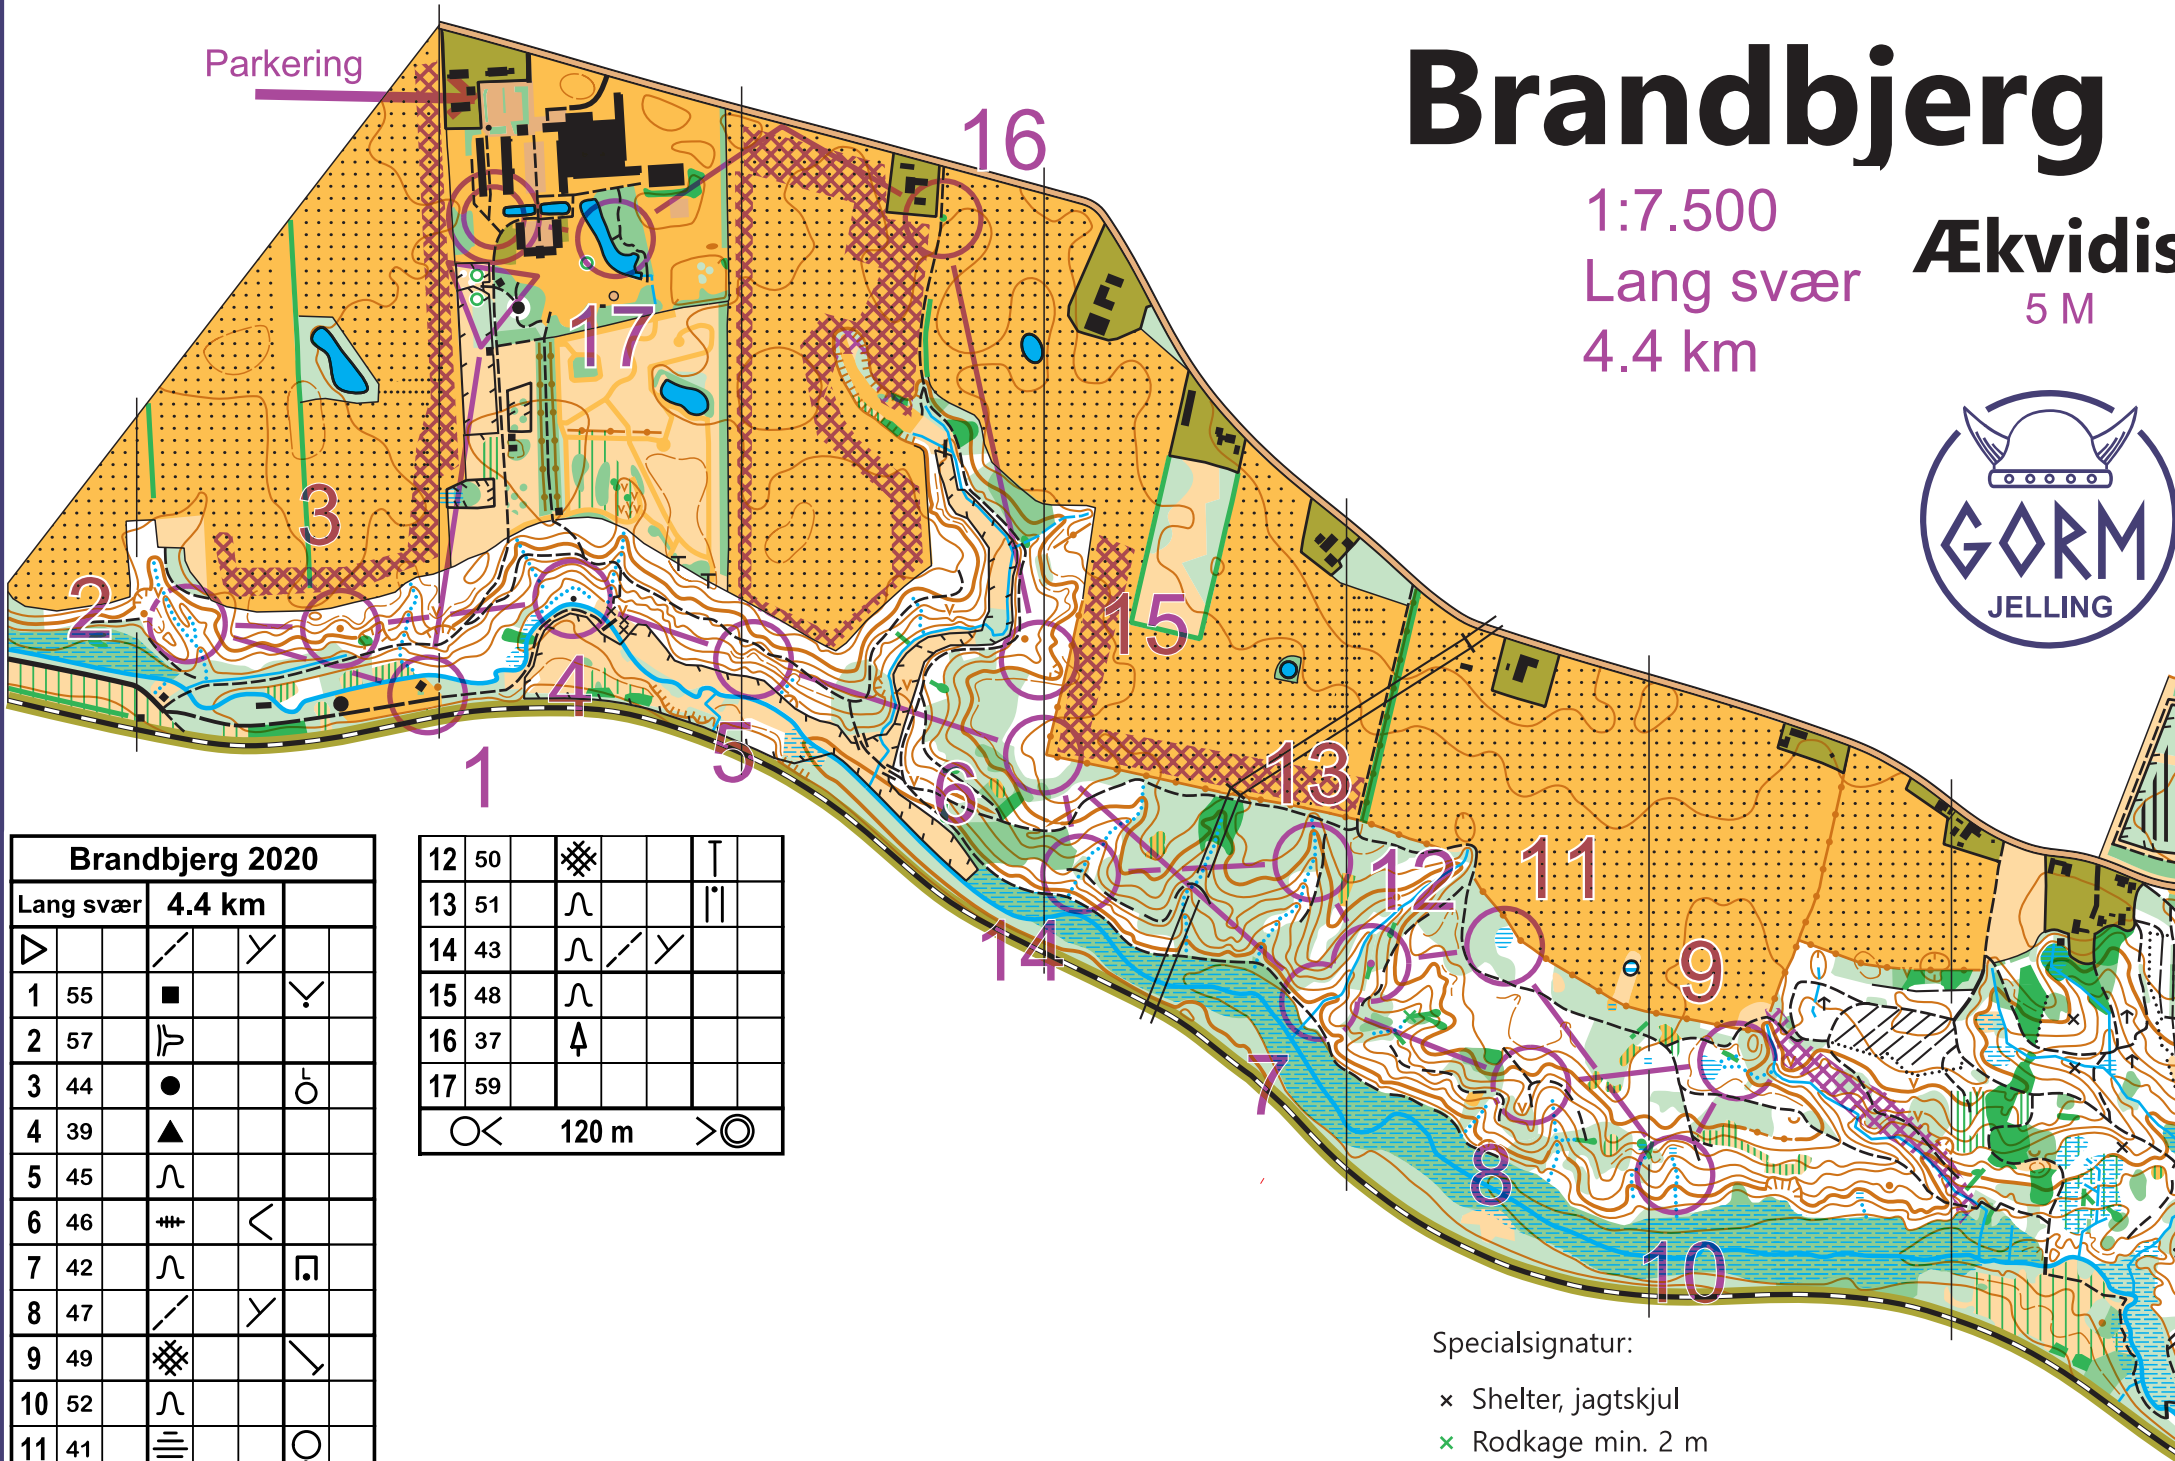 Parkering
Brandbjerg
1:7.500
Lang svær
4.4 km
Ækvidis
5 M
GORM
JELLING
16
17
3
2
15
4
1
5
6
13
12
11
14
9
7
8
10
Brandbjerg 2020
Lang svær 4.4 km
1 55
2 57
3 44
4 39
5 45
6 46
7 42
8 47
9 49
10 52
11 41
12 50
13 51
14 43
15 48
16 37
17 59
120 m
Specialsignatur:
× Shelter, jagtskjul
× Rodkage min. 2 m